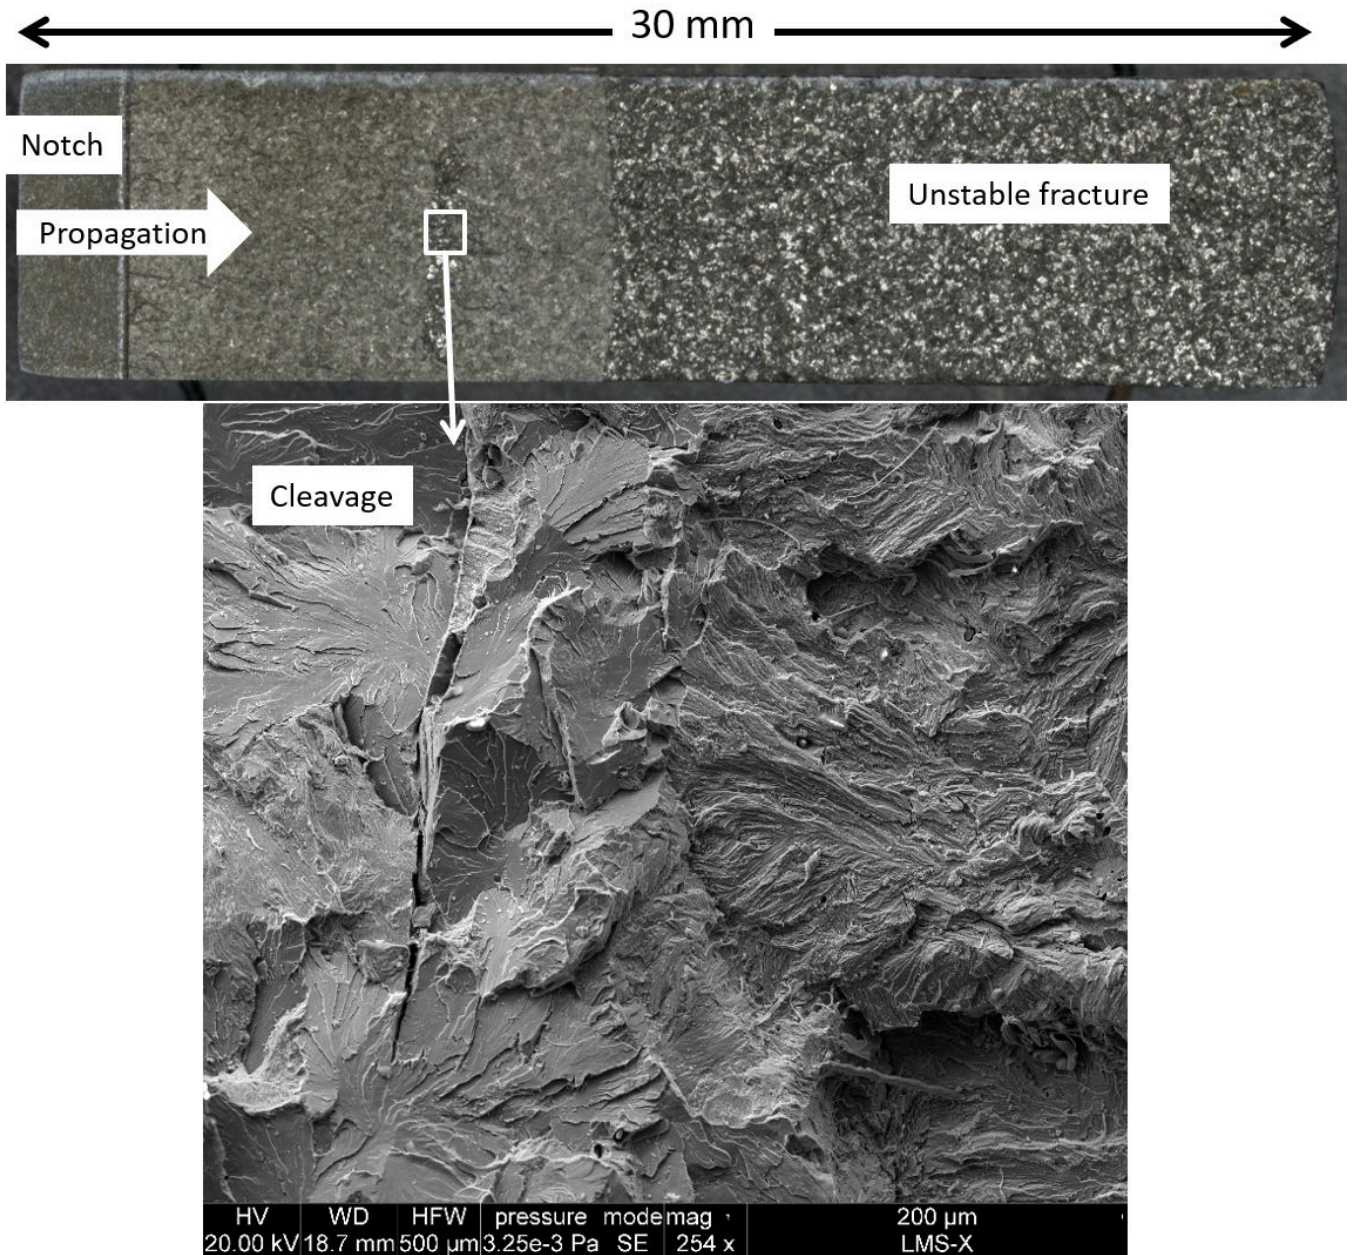 30 mm
Notch
Propagation
Unstable fracture
Cleavage
HV WD HFW pressure mode mag 200 µm
20.00 kV 18.7 mm 500 µm 3.25e-3 Pa SE 254 x LMS-X